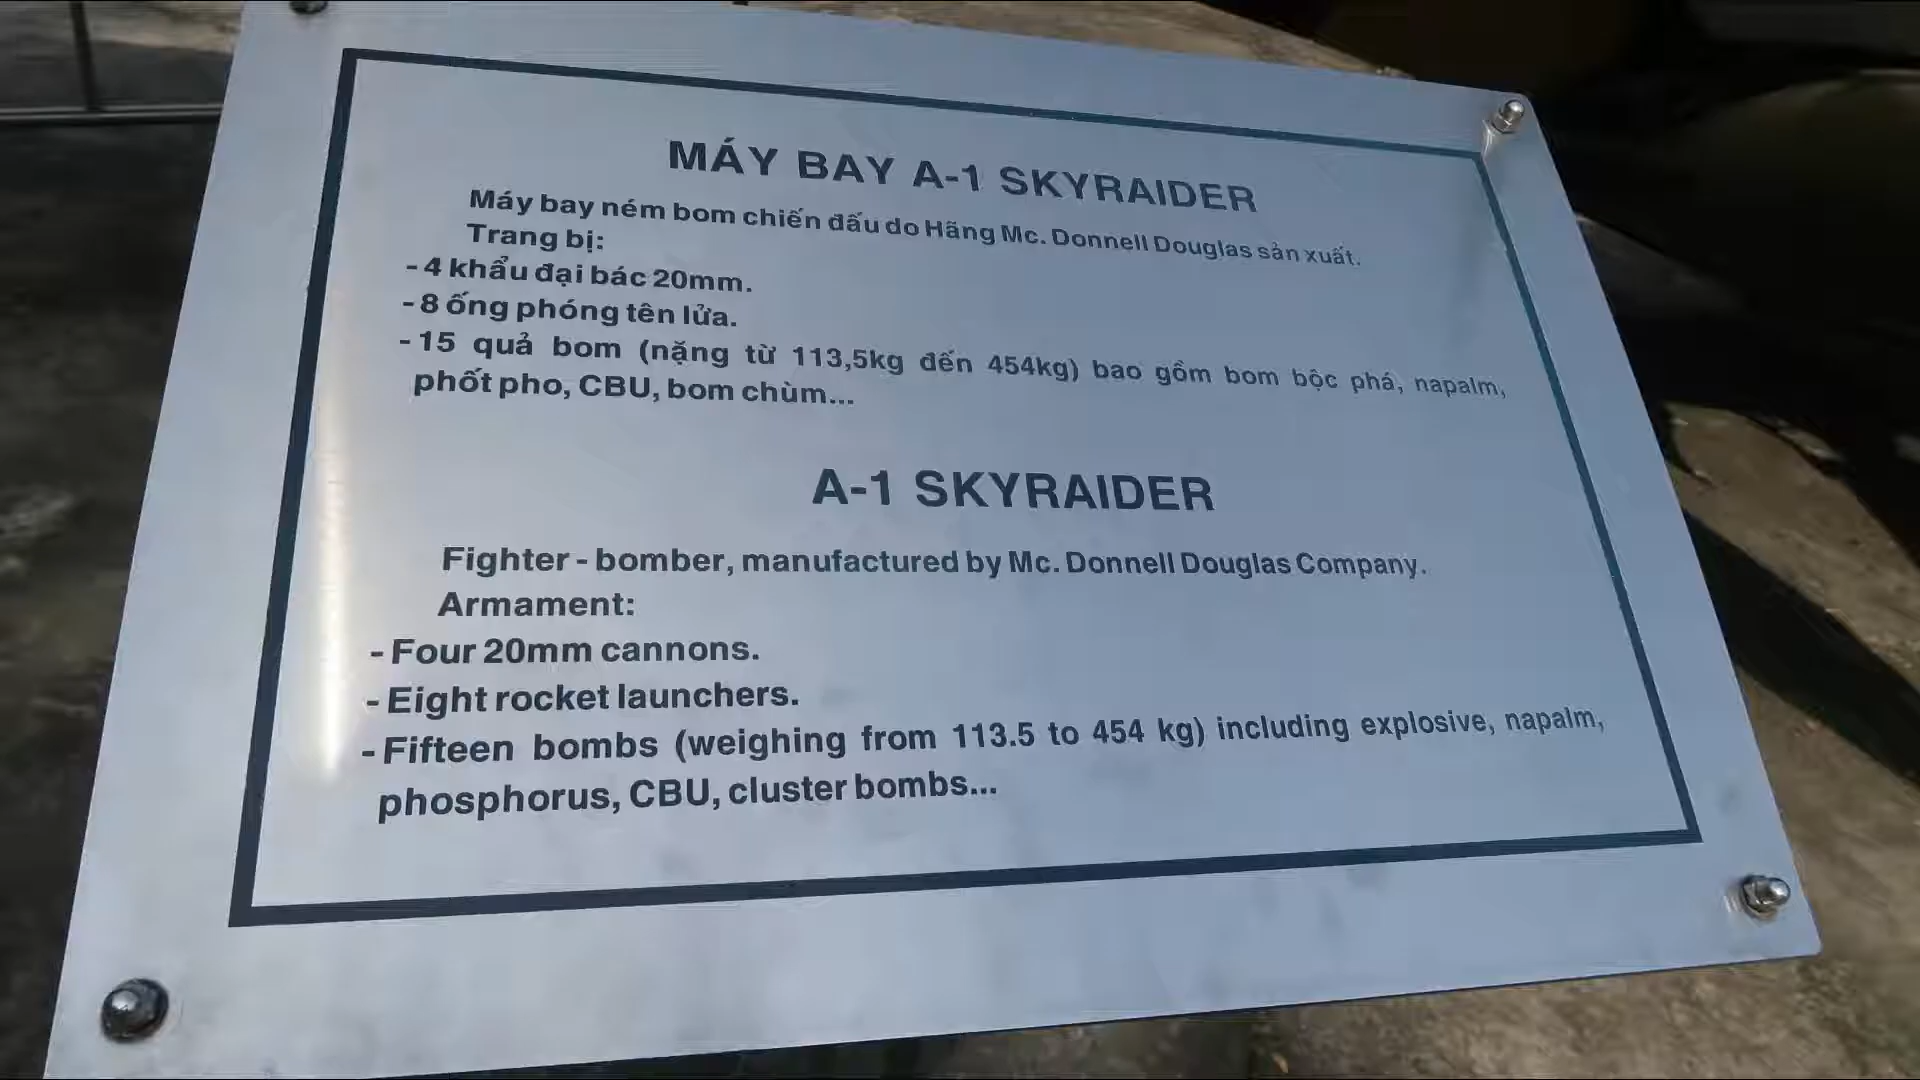 MÁY BAY A-1 SKYRAIDER
Máy bay ném bom chiến đấu do Hãng Mc. Donnell Douglas sản xuất.
Trang bị:
- 4 khẩu đại bác 20mm.
- 8 ống phóng tên lửa.
- 15 quả bom (nặng từ 113,5kg đến 454kg) bao gồm bom bộc phá, napalm,
phốt pho, CBU, bom chùm...
A-1 SKYRAIDER
Fighter - bomber, manufactured by Mc. Donnell Douglas Company.
Armament:
- Four 20mm cannons.
- Eight rocket launchers.
- Fifteen bombs (weighing from 113.5 to 454 kg) including explosive, napalm,
phosphorus, CBU, cluster bombs...